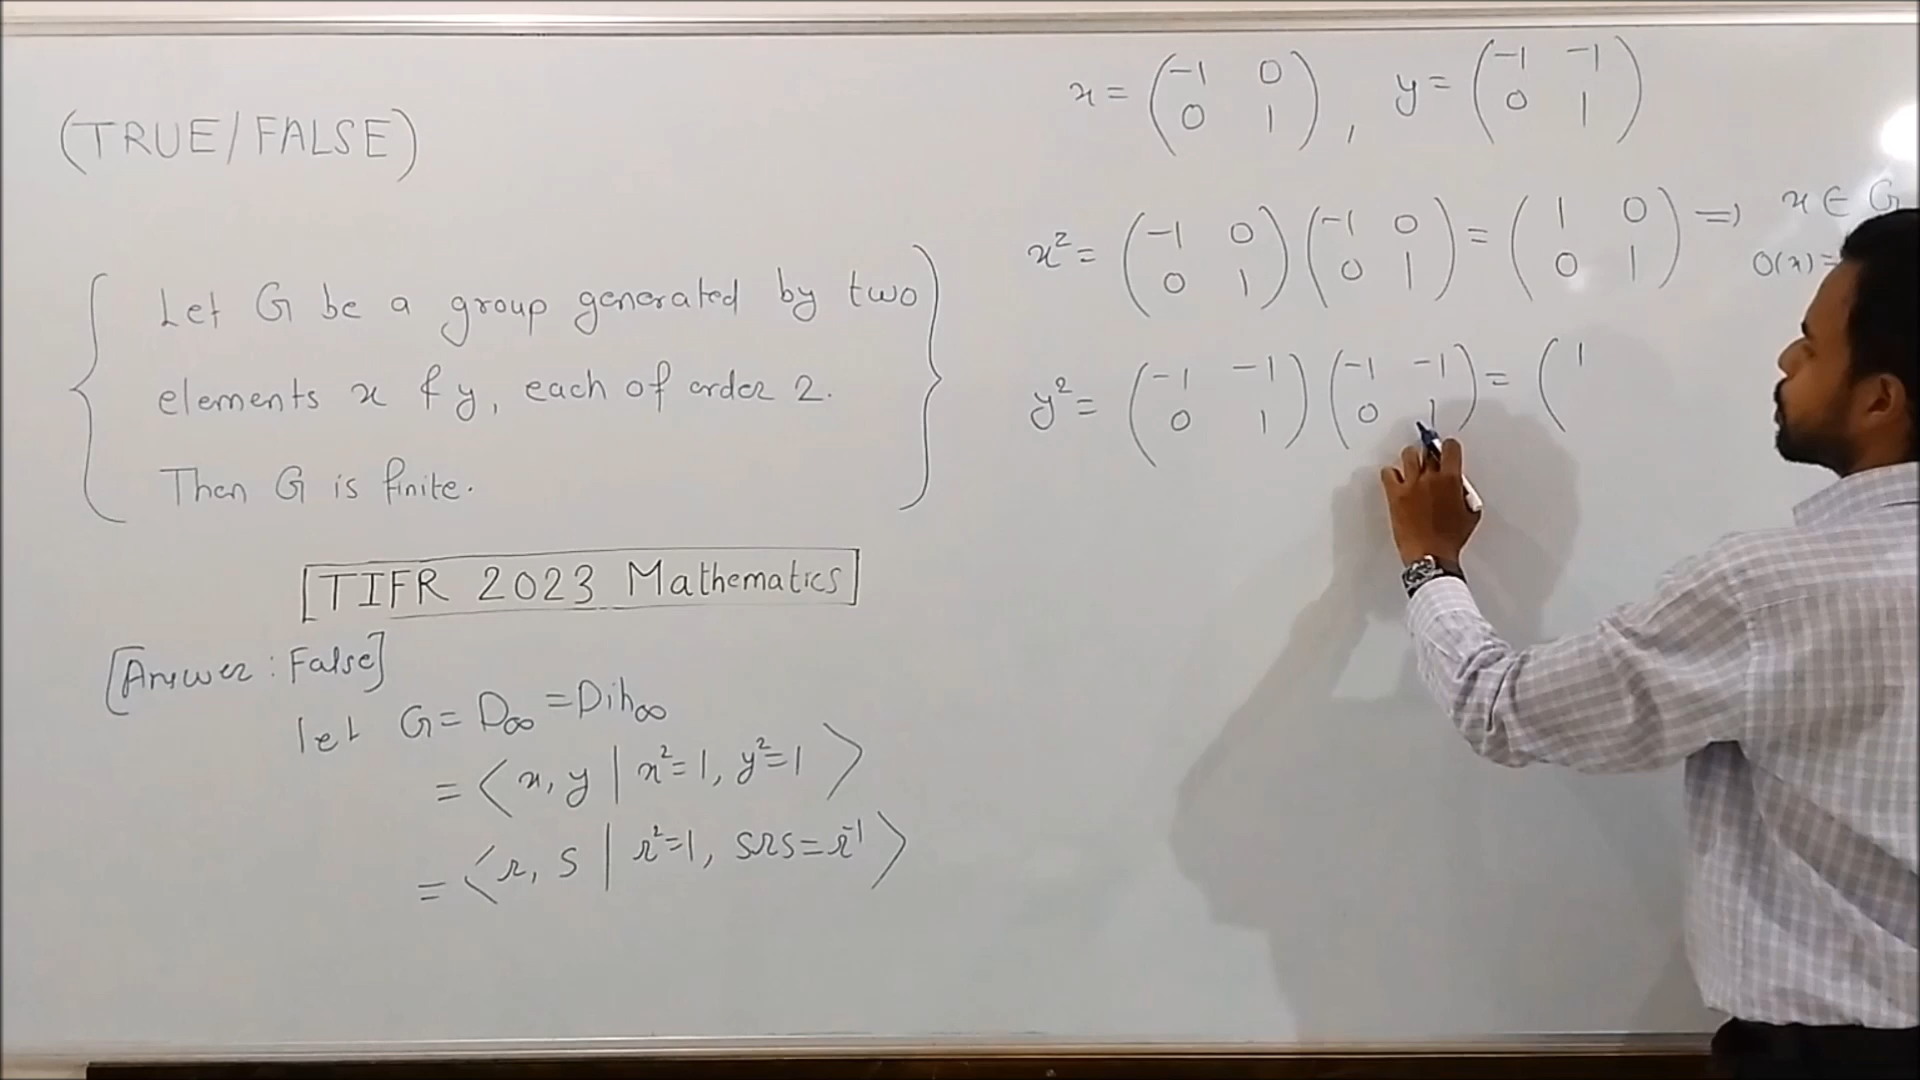 (TRUE/FALSE)
Let G be a group generated by two
elements x & y, each of order 2.
Then G is finite.
TIFR 2023 Mathematics
[Answer: False]
let G = D∞ = Dih∞
= ⟨x, y | x² = 1, y² = 1⟩
= ⟨r, s | r² = 1, srs = r⁻¹⟩
x = (-1 0
0 1), y = (-1 -1
0 1)
x² = (-1 0
0 1) (-1 0
0 1) = (1 0
0 1) ⇒ x ∈ G
O(x) =
y² = (-1 -1
0 1) (-1 -1
0 1) = (1